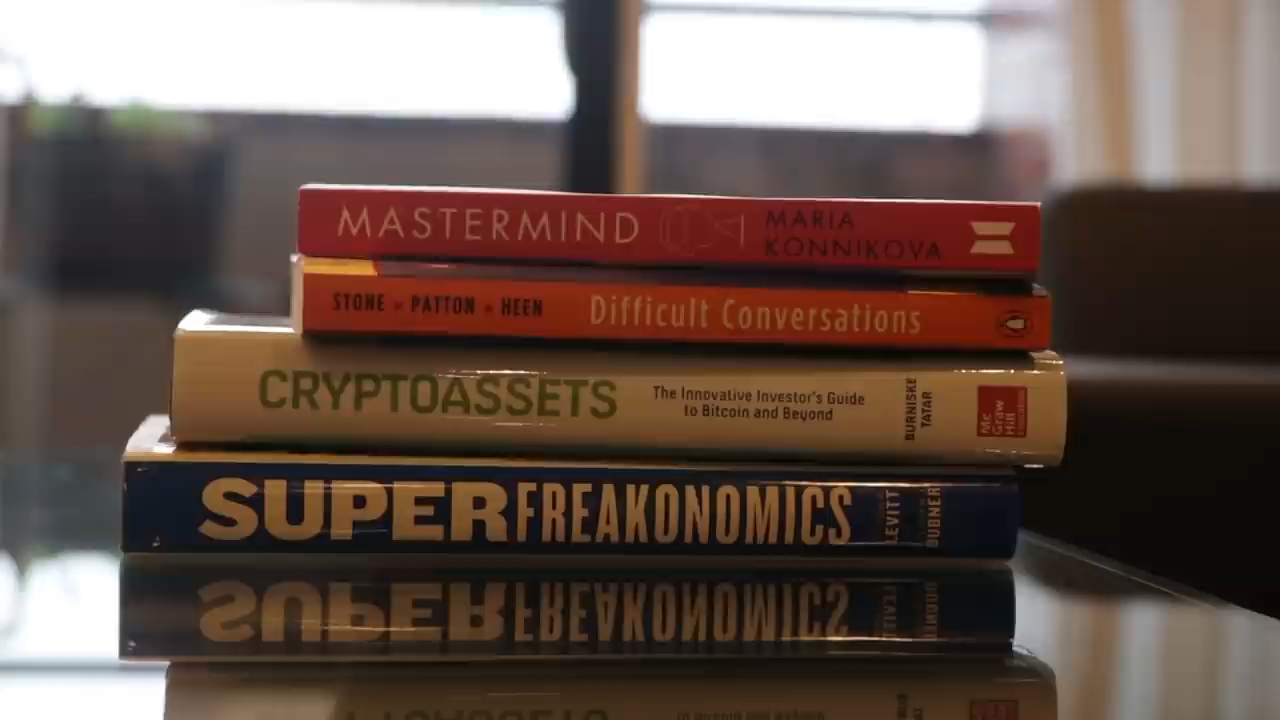 MASTERMIND
MARIA
KONNIKOVA
STONE • PATTON • HEEN Difficult Conversations
CRYPTOASSETS
The Innovative Investor's Guide
to Bitcoin and Beyond
BURNISKE
TATAR
Mc
Graw
Hill
Education
SUPERFREAKONOMICS
LEVITT
DUBNER